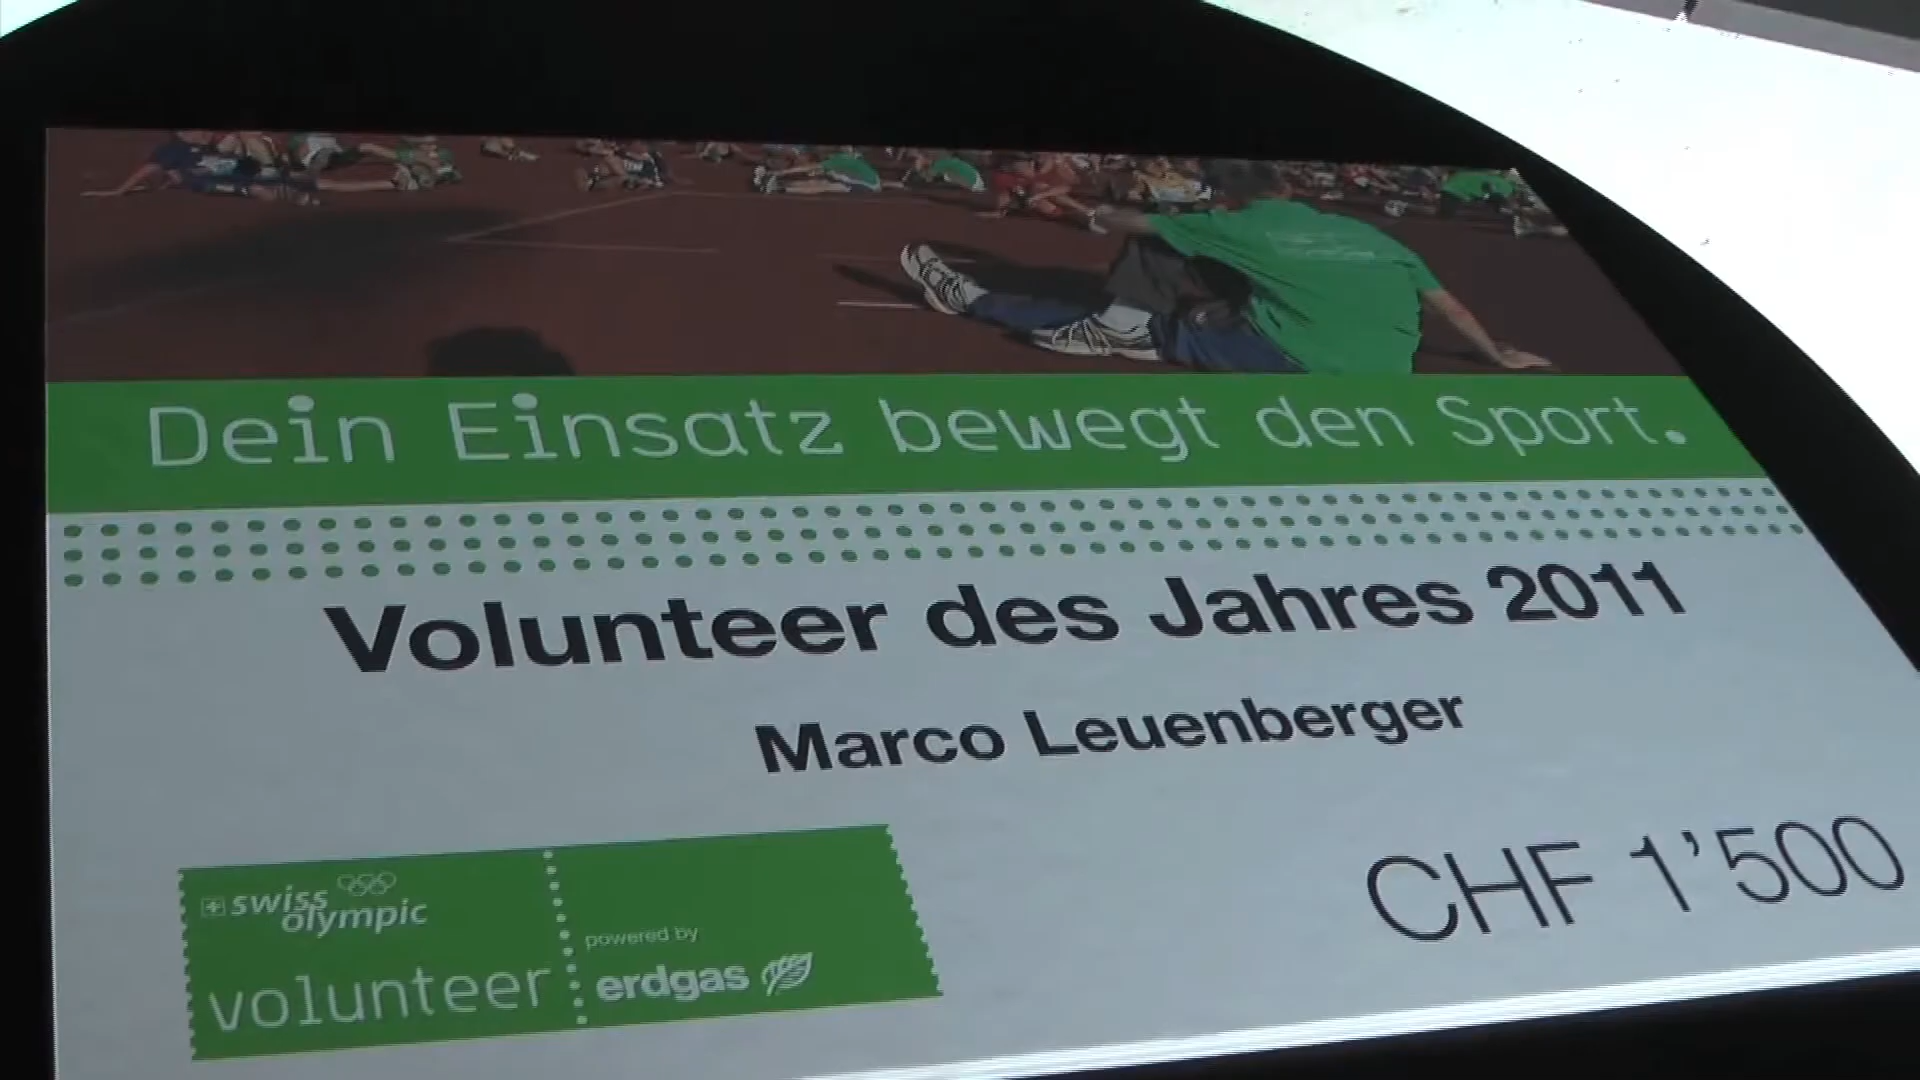 Dein Einsatz bewegt den Sport.
Volunteer des Jahres 2011
Marco Leuenberger
CHF 1'500
swiss
olympic
volunteer
powered by
erdgas